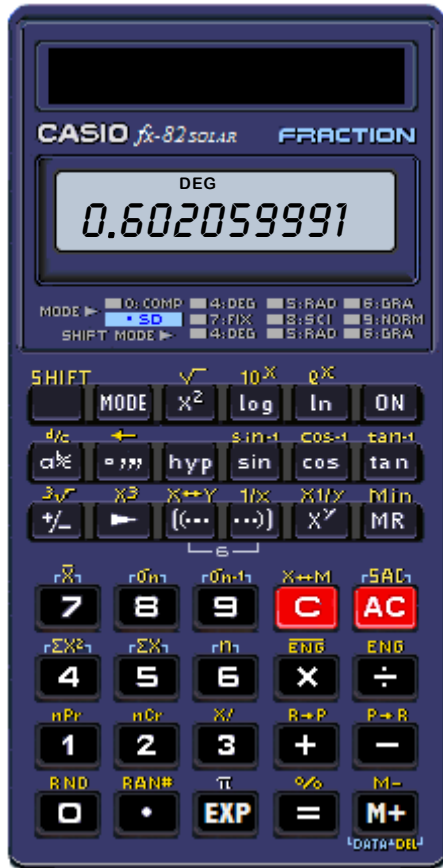 CASIO fx-82 SOLAR FRACTION
DEG
0.602059991
MODE ► 0:COMP 4:DEG 5:RAD 6:GRA
• SD 7:FIX 8:SCI 9:NORM
SHIFT MODE ► 4:DEG 5:RAD 6:GRA
SHIFT √ 10ˣ eˣ
MODE x² log ln ON
d/c ← sin-1 cos-1 tan-1
a b/c ° ’ ” hyp sin cos tan
³√ X³ X↔Y 1/x X1/y Min
+/− ► ((··· ···)) Xʸ MR
6
x̄ σn σn-1 X↔M SAC
7 8 9 C AC
ΣX² ΣX n ENG ENG
4 5 6 × ÷
nPr nCr X/ R→P P→R
1 2 3 + −
RND RAN# π % M−
0 • EXP = M+
DATA DEL